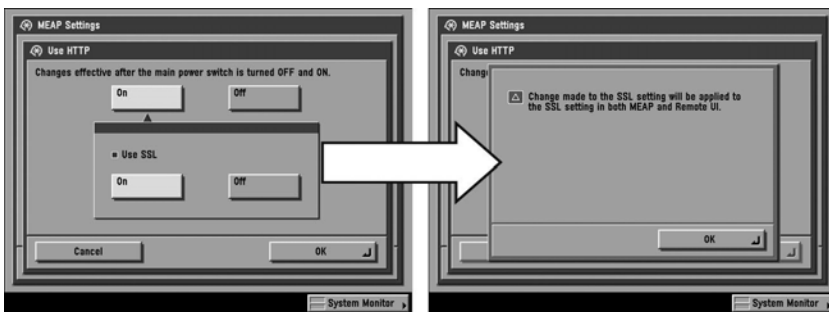 MEAP Settings
Use HTTP
Changes effective after the main power switch is turned OFF and ON.
On Off
Use SSL
On Off
Cancel OK
System Monitor
MEAP Settings
Use HTTP
Change made to the SSL setting will be applied to
the SSL setting in both MEAP and Remote UI.
OK
System Monitor